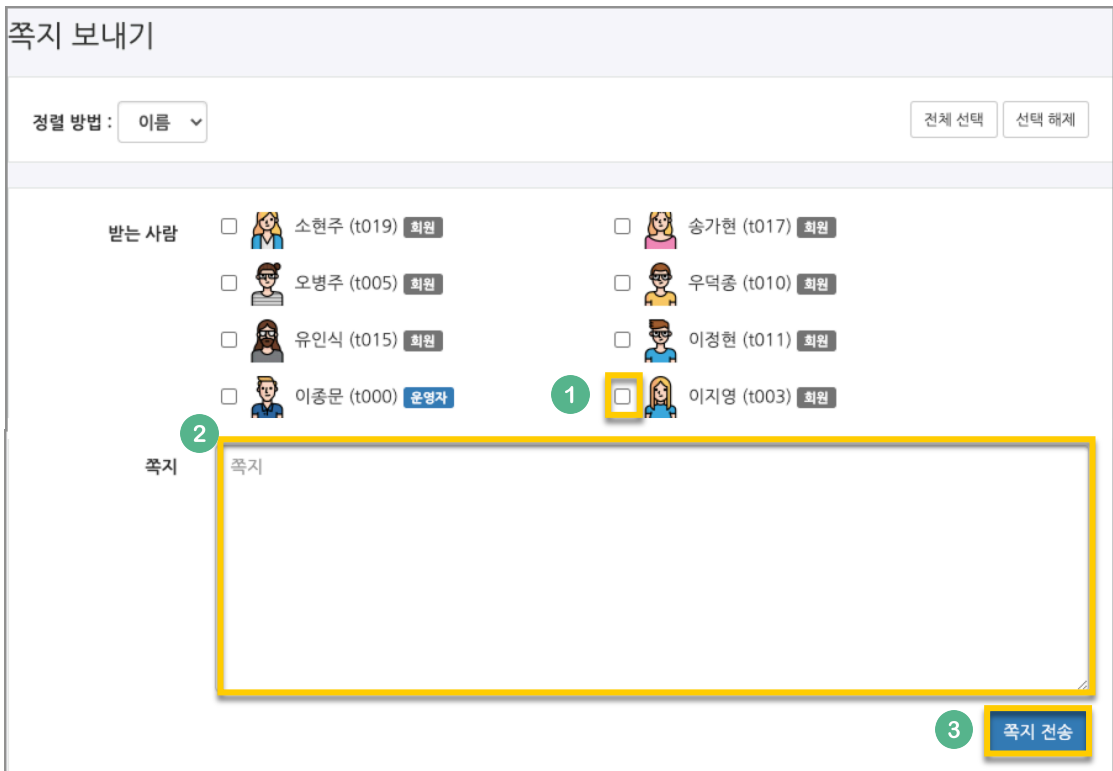 쪽지 보내기
정렬 방법 : 이름 전체 선택 선택 해제
받는 사람 소현주 (t019) 회원 송가현 (t017) 회원
오병주 (t005) 회원 우덕종 (t010) 회원
유인식 (t015) 회원 이정현 (t011) 회원
이종문 (t000) 운영자 1 이지영 (t003) 회원
2
쪽지 쪽지
3 쪽지 전송